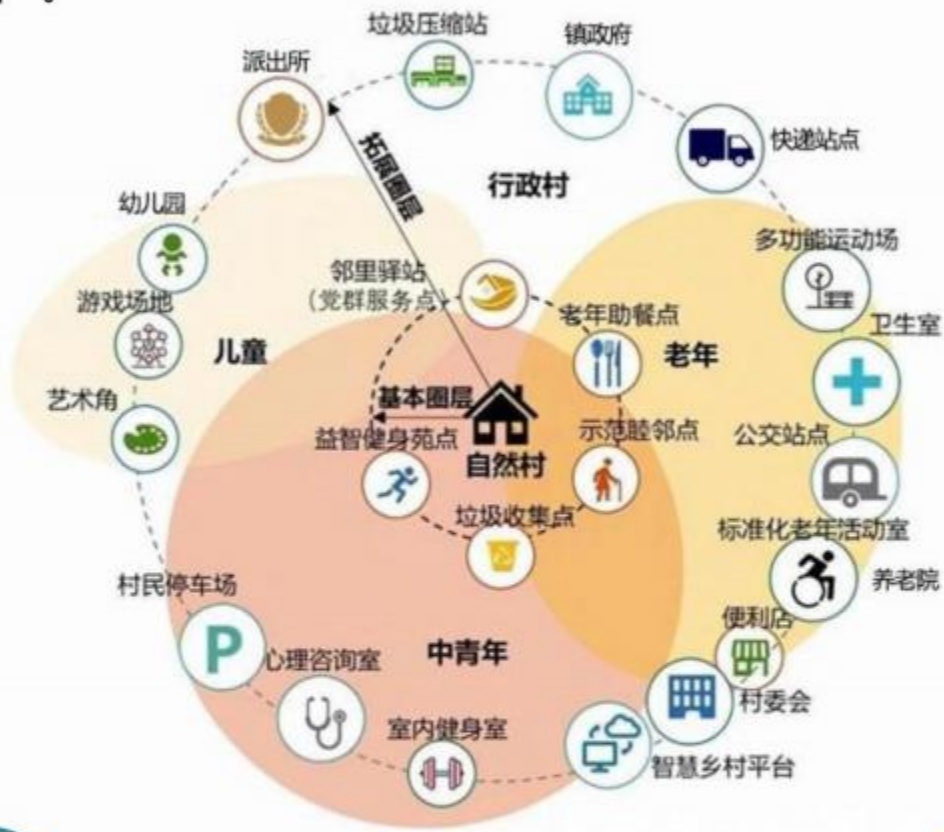 垃圾压缩站
镇政府
派出所
快递站点
拓展圈层
行政村
幼儿园
多功能运动场
邻里驿站
(党群服务点)
游戏场地
老年助餐点
卫生室
儿童
老年
艺术角
基本圈层
益智健身苑点
示范睦邻点
公交站点
自然村
垃圾收集点
标准化老年活动室
养老院
村民停车场
便利店
中青年
心理咨询室
村委会
室内健身室
智慧乡村平台
P